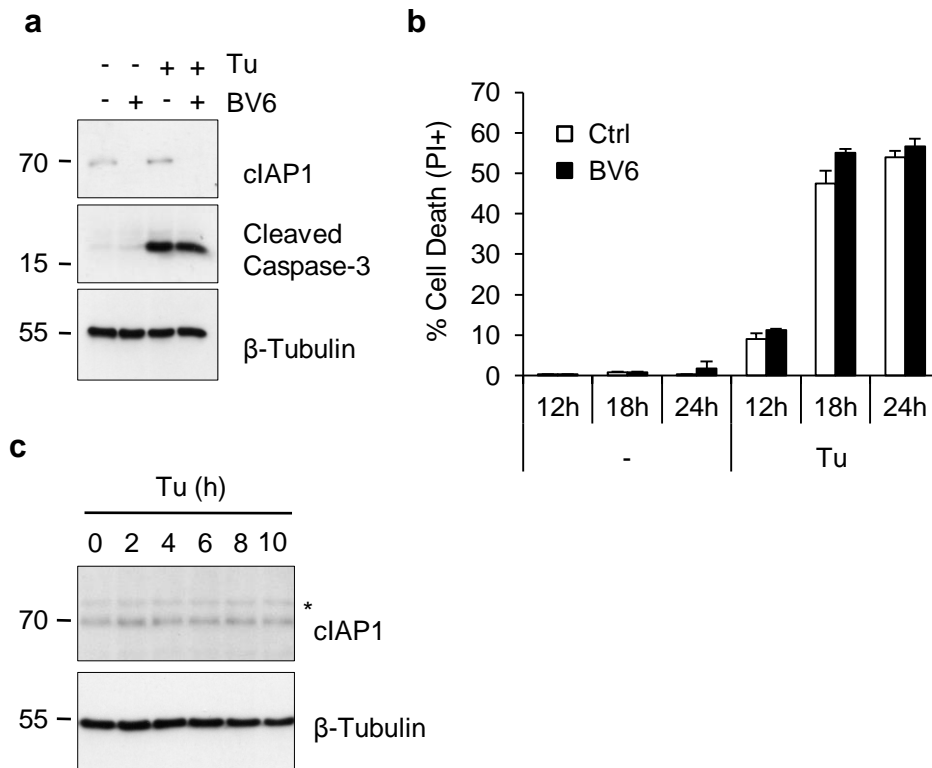 a
- - + + Tu
- + - + BV6
70
cIAP1
Cleaved
Caspase-3
15
55
β-Tubulin
b
% Cell Death (PI+)
70
60
50
40
30
20
10
0
Ctrl
BV6
12h 18h 24h 12h 18h 24h
- Tu
c
Tu (h)
0 2 4 6 8 10
*
70
cIAP1
55
β-Tubulin